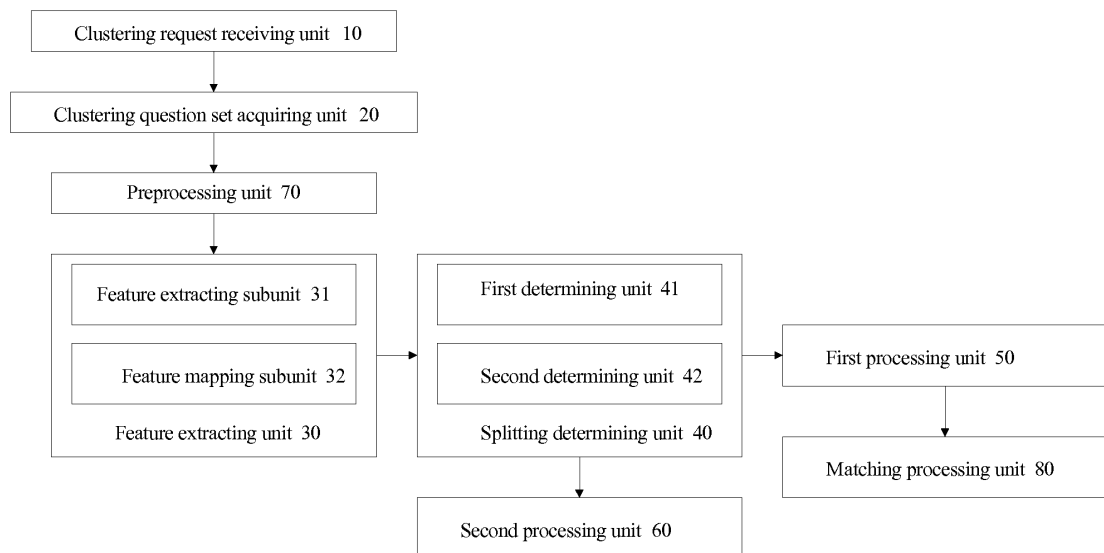 Clustering request receiving unit 10
Clustering question set acquiring unit 20
Preprocessing unit 70
Feature extracting subunit 31
Feature mapping subunit 32
Feature extracting unit 30
First determining unit 41
Second determining unit 42
Splitting determining unit 40
First processing unit 50
Matching processing unit 80
Second processing unit 60